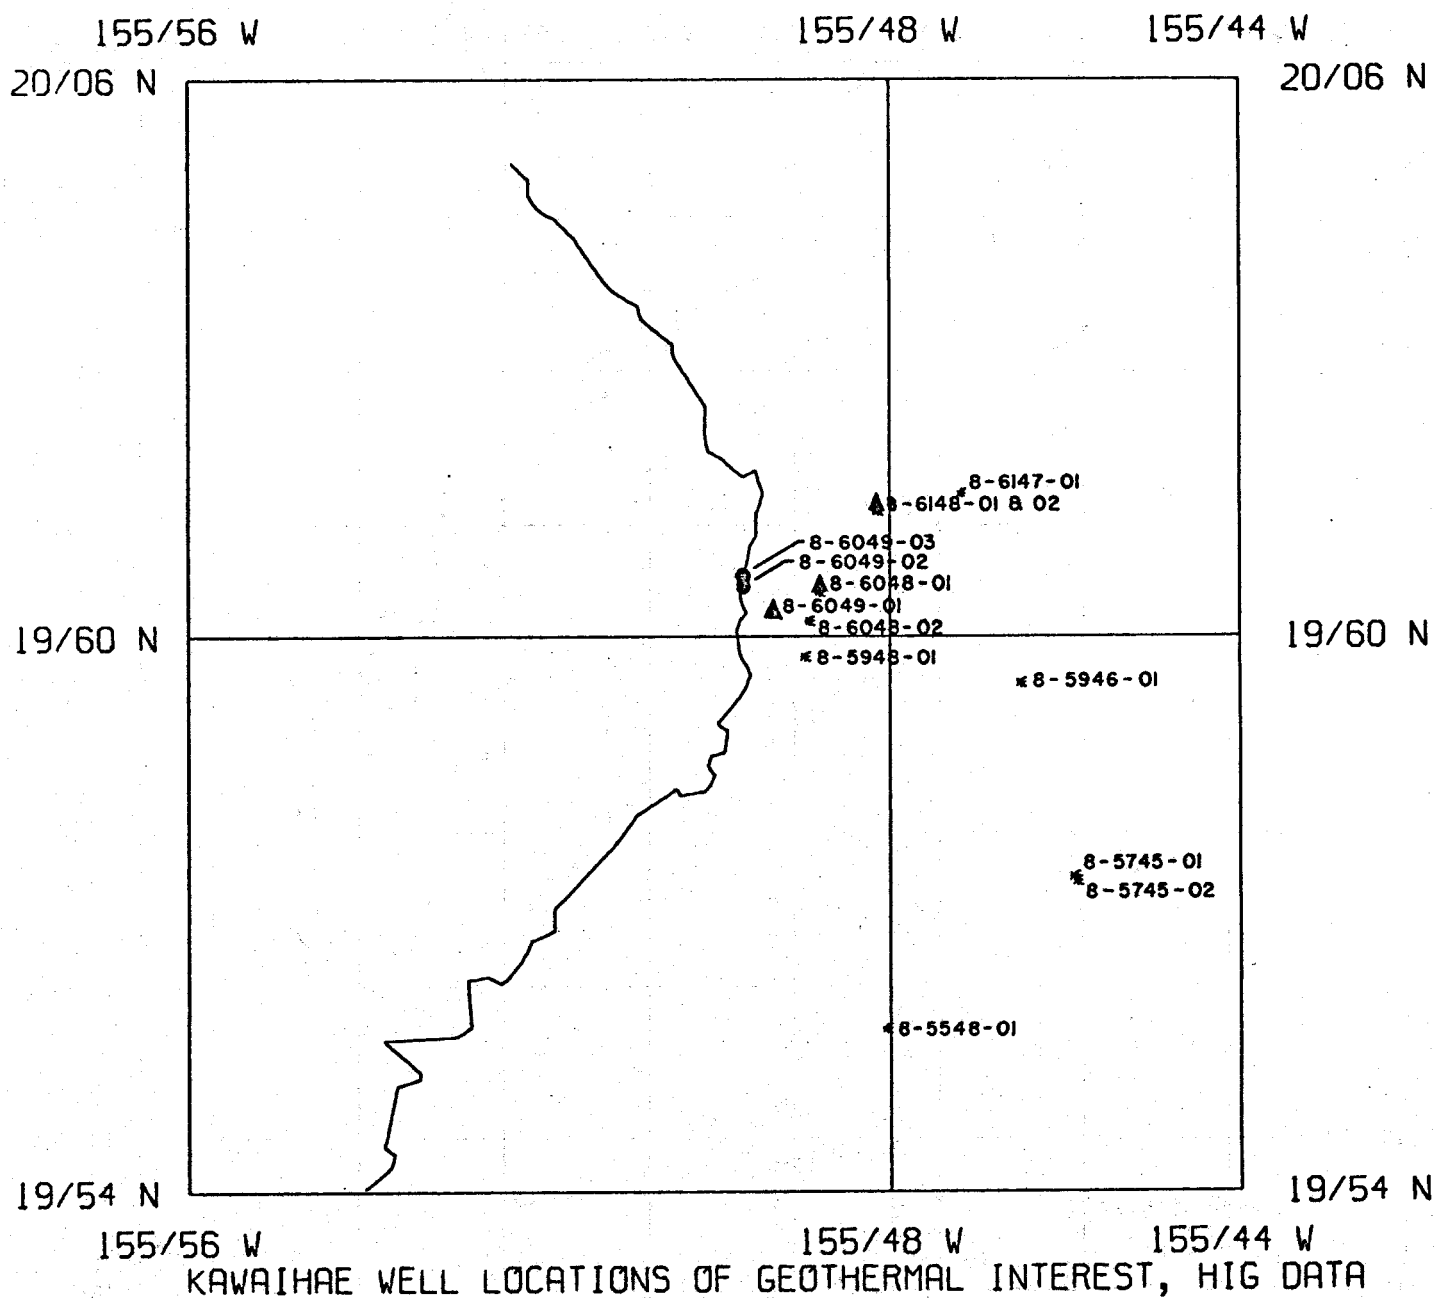 155/56 W 155/48 W 155/44 W
20/06 N 20/06 N
8-6147-01
8-6148-01 & 02
8-6049-03
8-6049-02
8-6048-01
8-6049-01
8-6048-02
19/60 N 19/60 N
8-5948-01
8-5946-01
8-5745-01
8-5745-02
8-5548-01
19/54 N 19/54 N
155/56 W 155/48 W 155/44 W
KAWAIHAE WELL LOCATIONS OF GEOTHERMAL INTEREST, HIG DATA